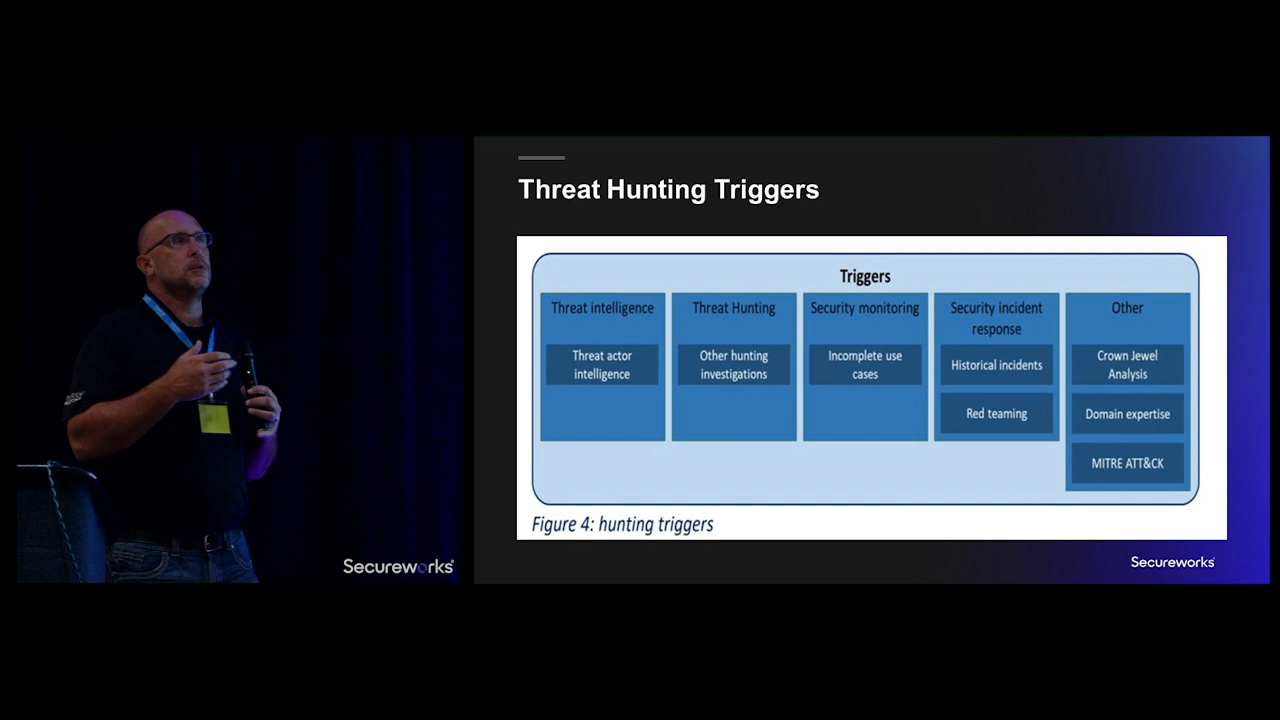 Secureworks
Threat Hunting Triggers
Triggers
Threat intelligence
Threat actor
intelligence
Threat Hunting
Other hunting
investigations
Security monitoring
Incomplete use
cases
Security incident
response
Historical incidents
Red teaming
Other
Crown Jewel
Analysis
Domain expertise
MITRE ATT&CK
Figure 4: hunting triggers
Secureworks